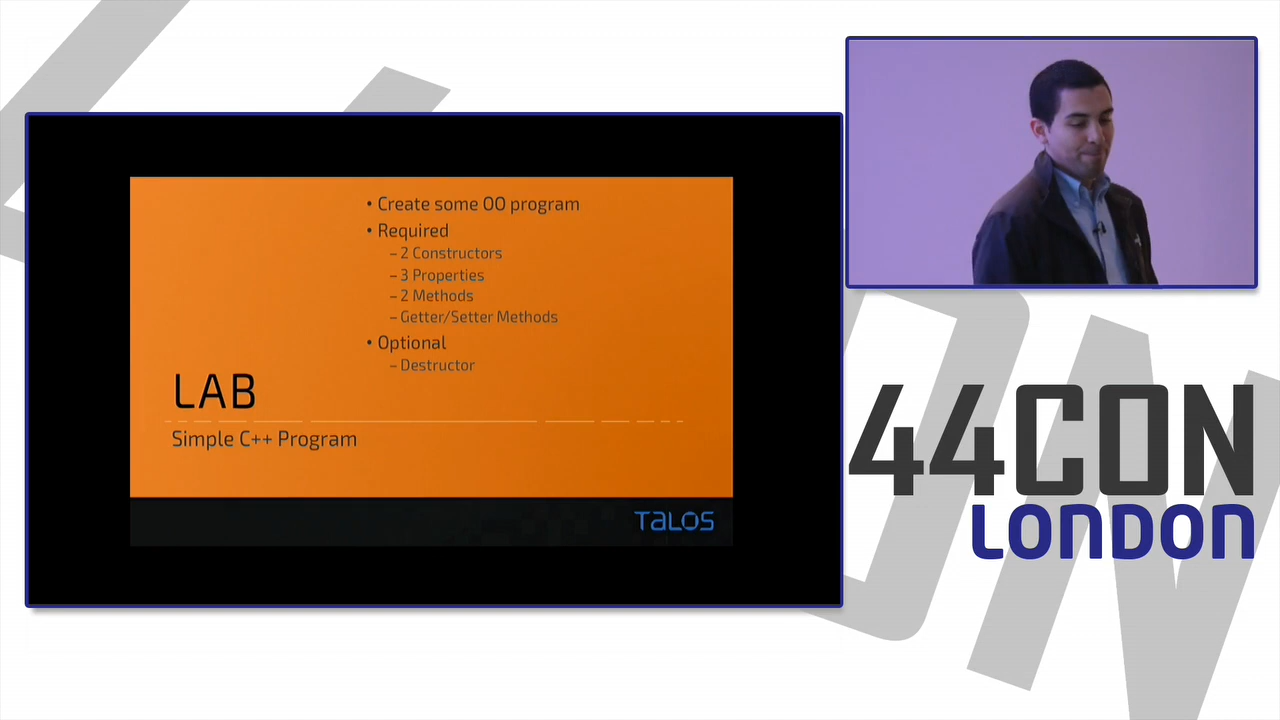 • Create some OO program
• Required
– 2 Constructors
– 3 Properties
– 2 Methods
– Getter/Setter Methods
• Optional
– Destructor
LAB
Simple C++ Program
TALOS
44CON
LONDON